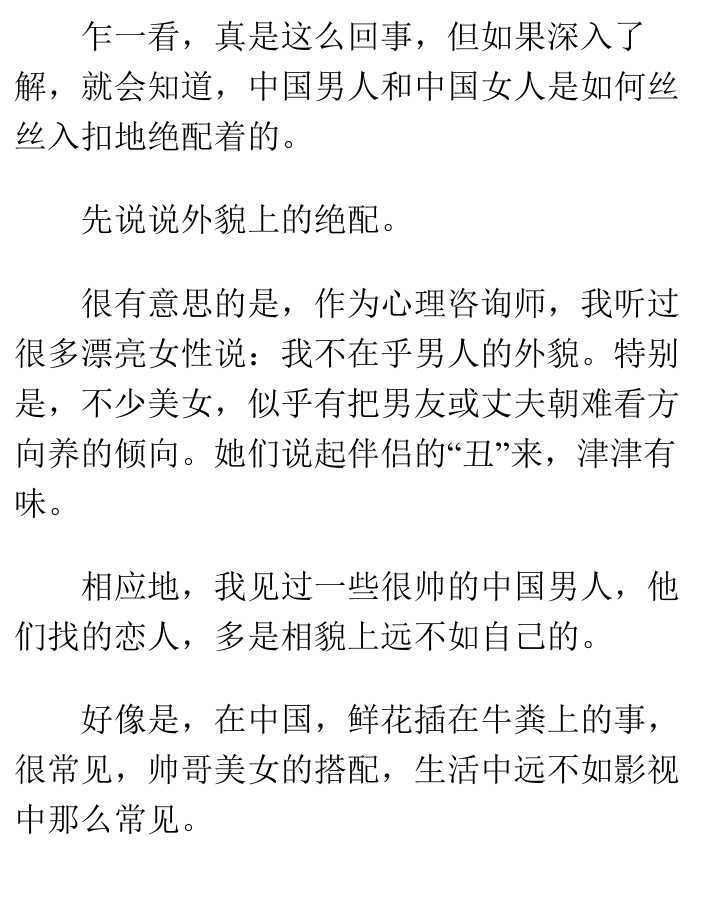 乍一看，真是这么回事，但如果深入了
解，就会知道，中国男人和中国女人是如何丝
丝入扣地绝配着的。
先说说外貌上的绝配。
很有意思的是，作为心理咨询师，我听过
很多漂亮女性说：我不在乎男人的外貌。特别
是，不少美女，似乎有把男友或丈夫朝难看方
向养的倾向。她们说起伴侣的“丑”来，津津有
味。
相应地，我见过一些很帅的中国男人，他
们找的恋人，多是相貌上远不如自己的。
好像是，在中国，鲜花插在牛粪上的事，
很常见，帅哥美女的搭配，生活中远不如影视
中那么常见。